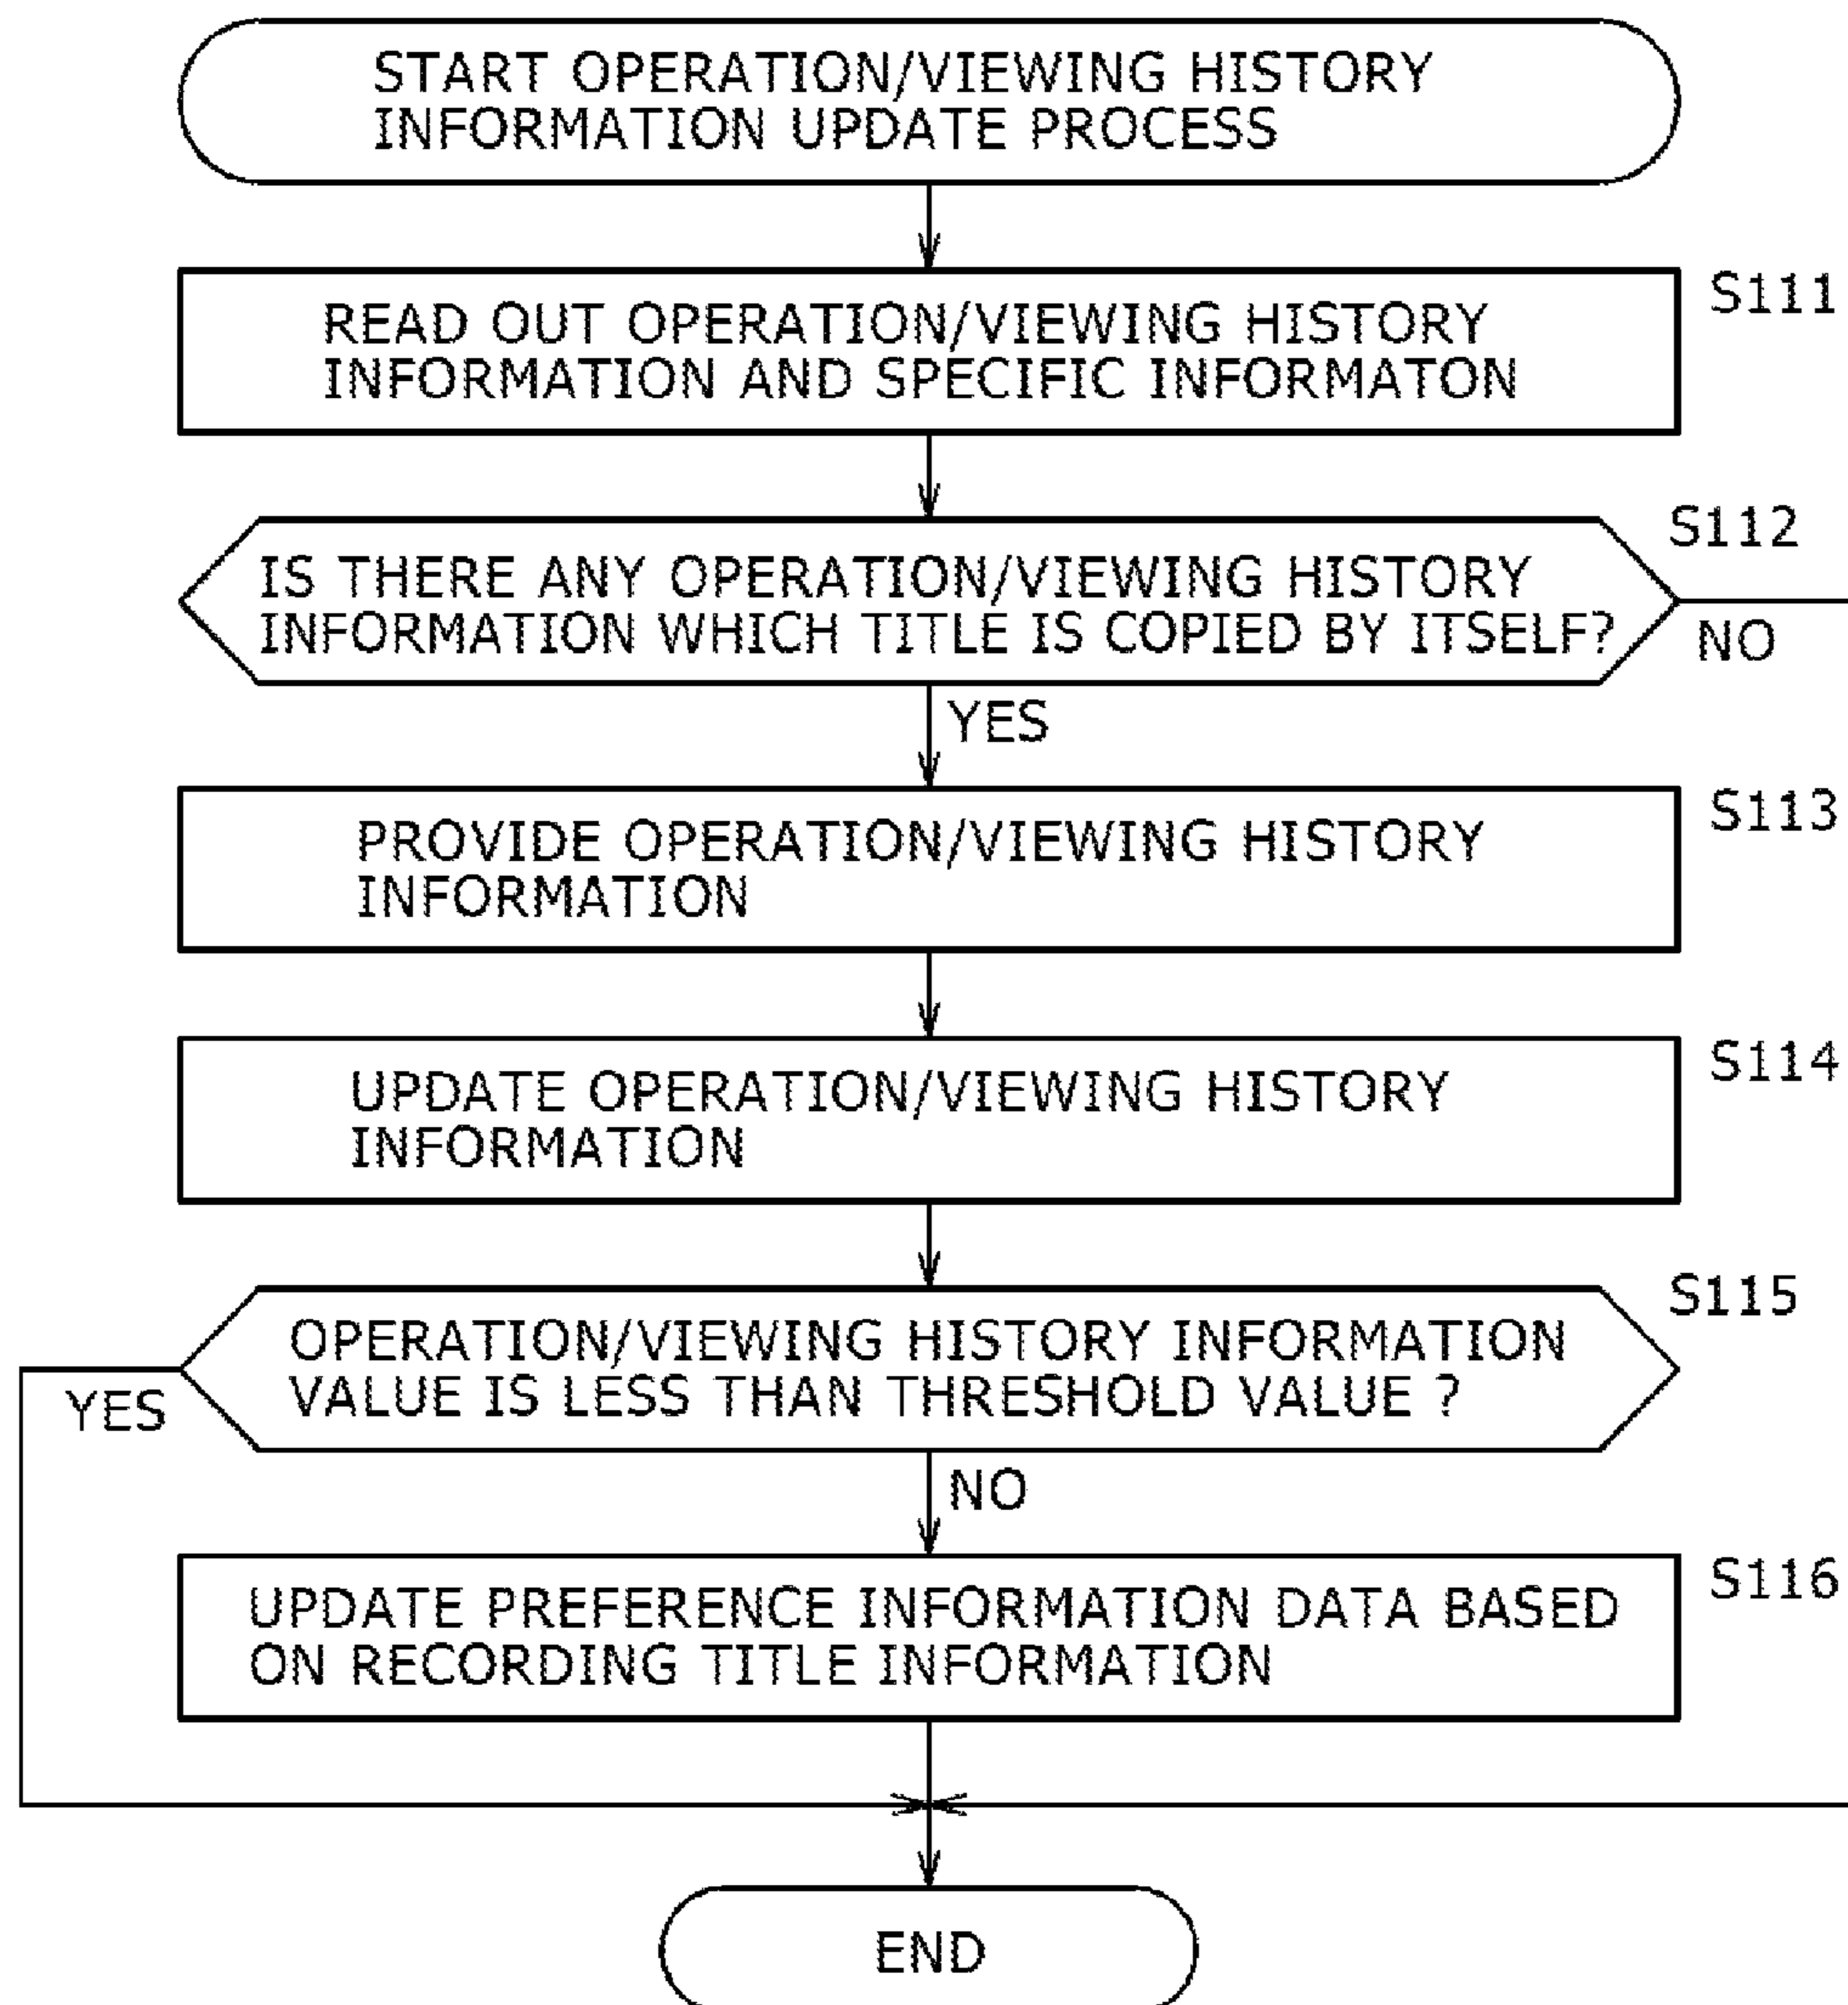 START OPERATION/VIEWING HISTORY
INFORMATION UPDATE PROCESS
READ OUT OPERATION/VIEWING HISTORY
INFORMATION AND SPECIFIC INFORMATON
S111
IS THERE ANY OPERATION/VIEWING HISTORY
INFORMATION WHICH TITLE IS COPIED BY ITSELF?
S112
NO
YES
PROVIDE OPERATION/VIEWING HISTORY
INFORMATION
S113
UPDATE OPERATION/VIEWING HISTORY
INFORMATION
S114
OPERATION/VIEWING HISTORY INFORMATION
VALUE IS LESS THAN THRESHOLD VALUE ?
S115
YES
NO
UPDATE PREFERENCE INFORMATION DATA BASED
ON RECORDING TITLE INFORMATION
S116
END